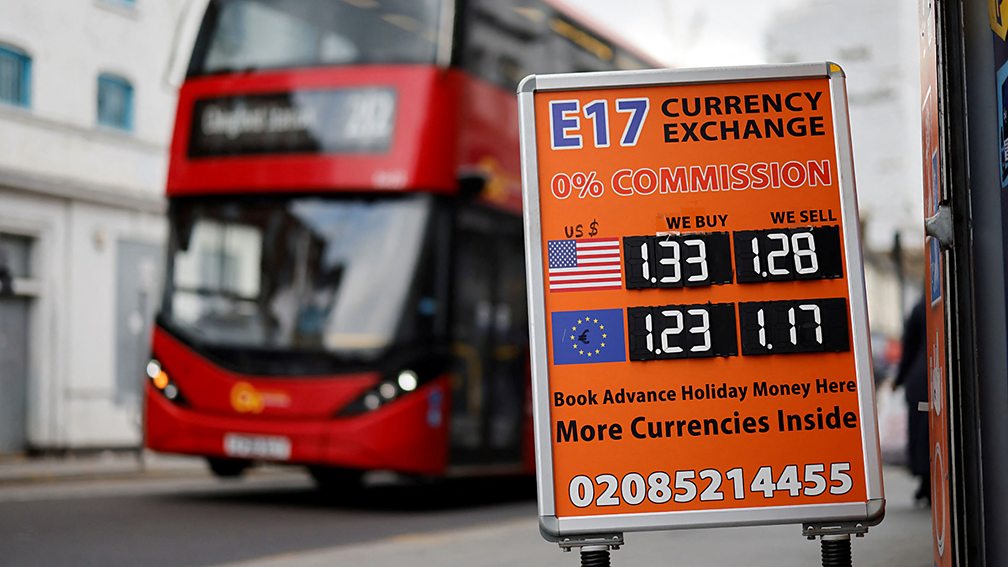 E17 CURRENCY
EXCHANGE
0% COMMISSION
US $ WE BUY WE SELL
1.33 1.28
€ 1.23 1.17
Book Advance Holiday Money Here
More Currencies Inside
02085214455